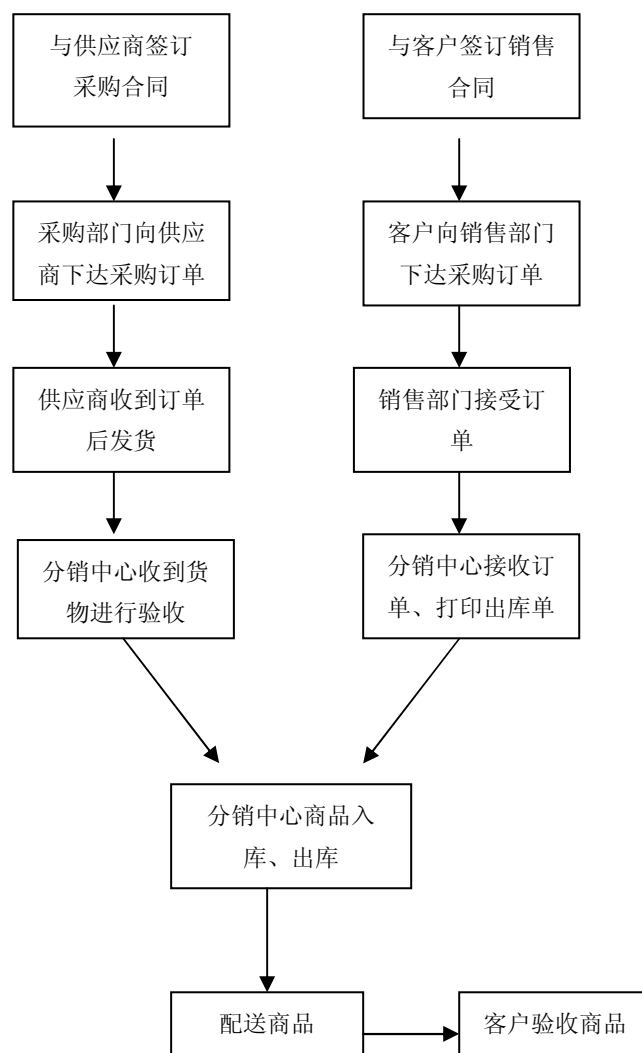 与供应商签订
采购合同
与客户签订销售
合同
采购部门向供应
商下达采购订单
客户向销售部门
下达采购订单
供应商收到订单
后发货
销售部门接受订
单
分销中心收到货
物进行验收
分销中心接收订
单、打印出库单
分销中心商品入
库、出库
配送商品
客户验收商品